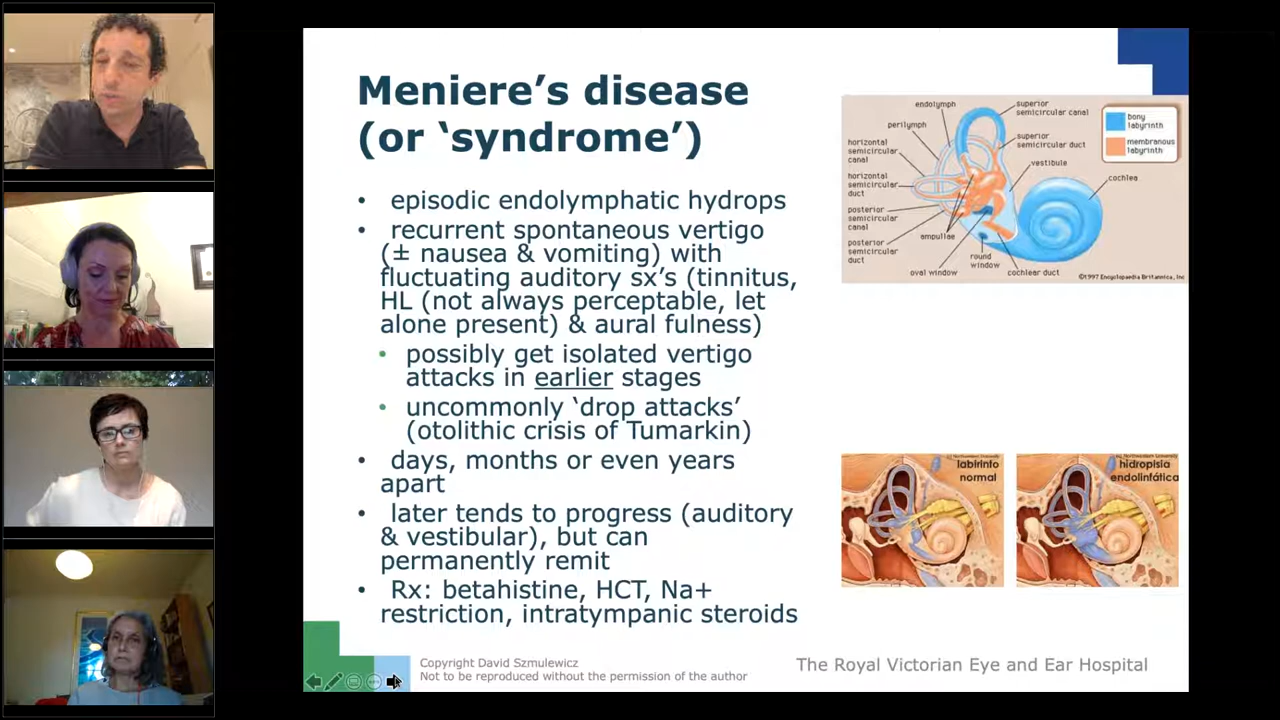 Meniere’s disease
(or ‘syndrome’)
• episodic endolymphatic hydrops
• recurrent spontaneous vertigo
(± nausea & vomiting) with
fluctuating auditory sx’s (tinnitus,
HL (not always perceptable, let
alone present) & aural fulness)
• possibly get isolated vertigo
attacks in earlier stages
• uncommonly ‘drop attacks’
(otolithic crisis of Tumarkin)
• days, months or even years
apart
• later tends to progress (auditory
& vestibular), but can
permanently remit
• Rx: betahistine, HCT, Na+
restriction, intratympanic steroids
endolymph
perilymph
horizontal
semicircular
canal
horizontal
semicircular
duct
posterior
semicircular
canal
posterior
semicircular
duct
ampullae
oval window
round
window
cochlear duct
superior
semicircular canal
superior
semicircular duct
vestibule
cochlea
bony
labyrinth
membranous
labyrinth
©1997 Encyclopaedia Britannica, Inc
labirinto
normal
hidropisia
endolinfática
Copyright David Szmulewicz
Not to be reproduced without the permission of the author
The Royal Victorian Eye and Ear Hospital